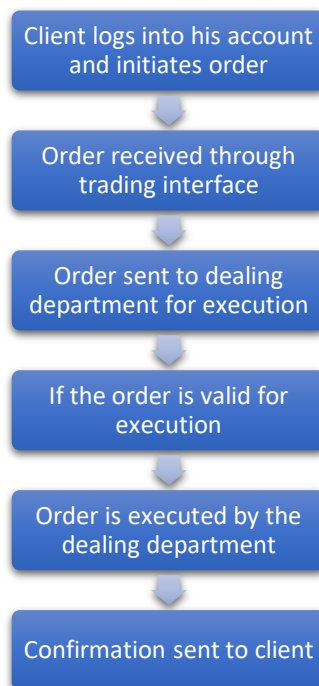 Client logs into his account
and initiates order
Order received through
trading interface
Order sent to dealing
department for execution
If the order is valid for
execution
Order is executed by the
dealing department
Confirmation sent to client